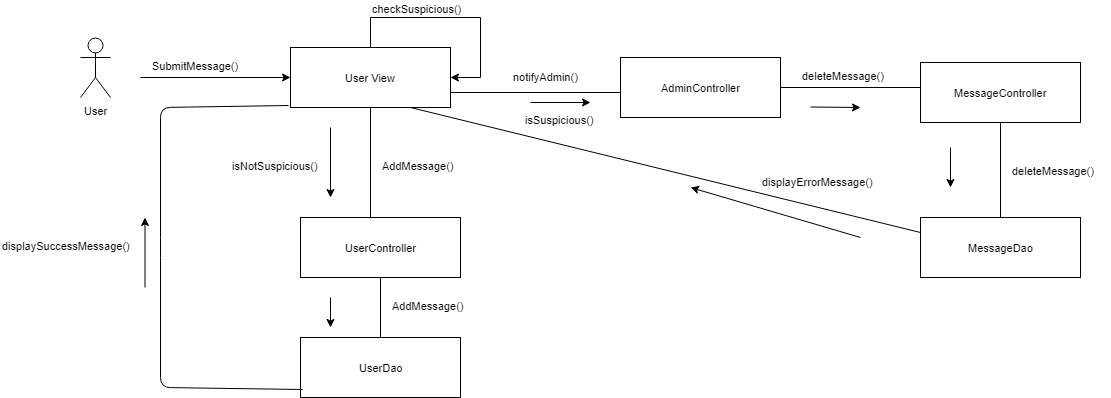 checkSuspicious()
SubmitMessage()
User View
notifyAdmin()
deleteMessage()
AdminController
MessageController
User
isSuspicious()
isNotSuspicious()
AddMessage()
deleteMessage()
displayErrorMessage()
displaySuccessMessage()
UserController
MessageDao
AddMessage()
UserDao